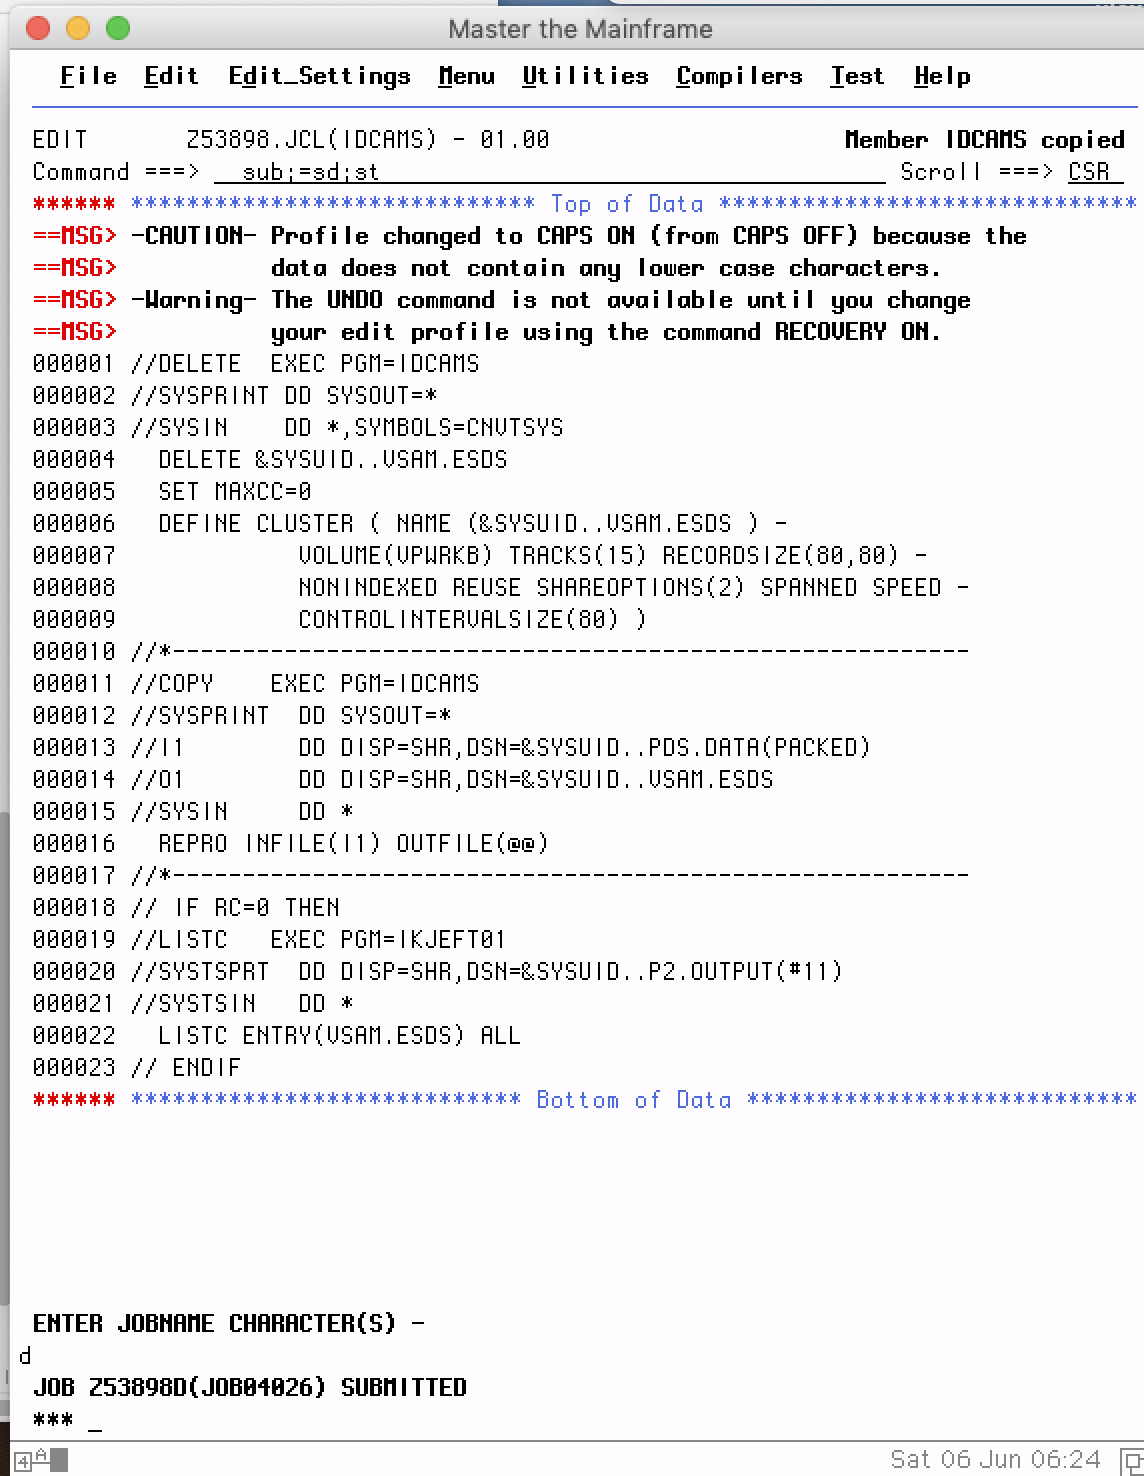 Master the Mainframe
File Edit Edit_Settings Menu Utilities Compilers Test Help
EDIT       Z53898.JCL(IDCAMS) - 01.00                     Member IDCAMS copied
Command ===>   sub;=sd;st                                     Scroll ===> CSR
****** ***************************** Top of Data ******************************
==MSG> -CAUTION- Profile changed to CAPS ON (from CAPS OFF) because the
==MSG>           data does not contain any lower case characters.
==MSG> -Warning- The UNDO command is not available until you change
==MSG>           your edit profile using the command RECOVERY ON.
000001 //DELETE  EXEC PGM=IDCAMS
000002 //SYSPRINT DD SYSOUT=*
000003 //SYSIN    DD *,SYMBOLS=CNVTSYS
000004   DELETE &SYSUID..VSAM.ESDS
000005   SET MAXCC=0
000006   DEFINE CLUSTER ( NAME (&SYSUID..VSAM.ESDS ) -
000007             VOLUME(VPWRKB) TRACKS(15) RECORDSIZE(80,80) -
000008             NONINDEXED REUSE SHAREOPTIONS(2) SPANNED SPEED -
000009             CONTROLINTERVALSIZE(80) )
000010 //*---------------------------------------------------------
000011 //COPY    EXEC PGM=IDCAMS
000012 //SYSPRINT  DD SYSOUT=*
000013 //I1        DD DISP=SHR,DSN=&SYSUID..PDS.DATA(PACKED)
000014 //O1        DD DISP=SHR,DSN=&SYSUID..VSAM.ESDS
000015 //SYSIN     DD *
000016   REPRO INFILE(I1) OUTFILE(@@)
000017 //*---------------------------------------------------------
000018 // IF RC=0 THEN
000019 //LISTC   EXEC PGM=IKJEFT01
000020 //SYSTSPRT  DD DISP=SHR,DSN=&SYSUID..P2.OUTPUT(#11)
000021 //SYSTSIN   DD *
000022   LISTC ENTRY(VSAM.ESDS) ALL
000023 // ENDIF
****** **************************** Bottom of Data ****************************
ENTER JOBNAME CHARACTER(S) -
d
JOB Z53898D(JOB04026) SUBMITTED
*** _
4 A Sat 06 Jun 06:24